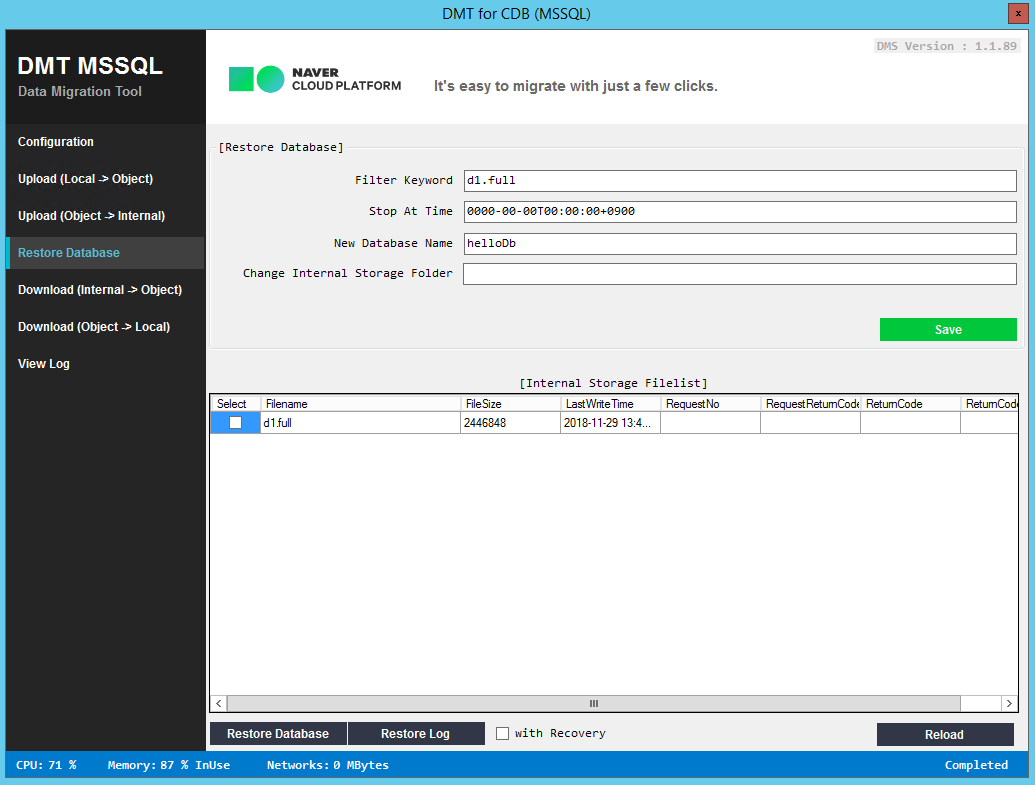 DMT for CDB (MSSQL)
x
DMT MSSQL
Data Migration Tool
DMS Version : 1.1.89
NAVER
CLOUD PLATFORM
It's easy to migrate with just a few clicks.
Configuration
Upload (Local -> Object)
Upload (Object -> Internal)
Restore Database
Download (Internal -> Object)
Download (Object -> Local)
View Log
[Restore Database]
Filter Keyword d1.full
Stop At Time 0000-00-00T00:00:00+0900
New Database Name helloDb
Change Internal Storage Folder
Save
[Internal Storage Filelist]
Select Filename FileSize LastWriteTime RequestNo RequestReturnCode ReturnCode ReturnCode
d1.full 2446848 2018-11-29 13:4...
Restore Database Restore Log with Recovery Reload
CPU: 71 % Memory: 87 % InUse Networks: 0 MBytes Completed